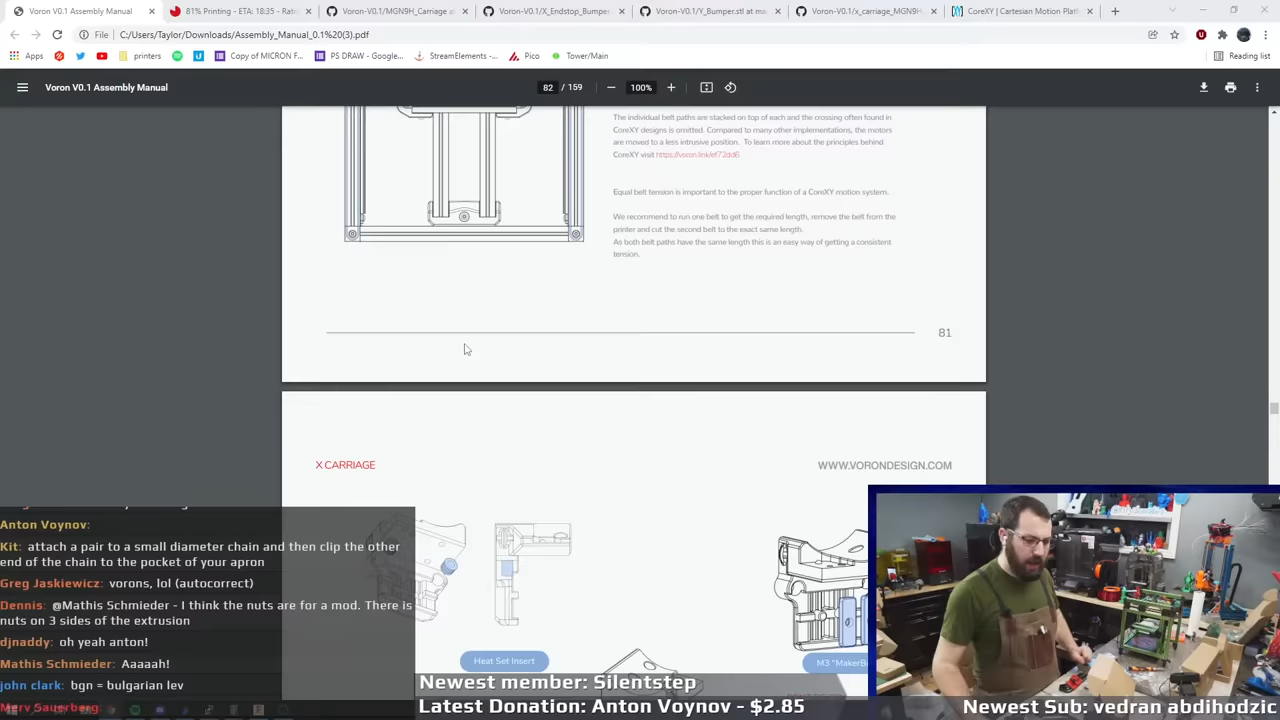 Voron V0.1 Assembly Manual
81% Printing - ETA: 18:35 - Rat
Voron-V0.1/MGN9H_Carriage a
Voron-V0.1/X_Endstop_Bumper
Voron-V0.1/Y_Bumper.stl at ma
Voron-V0.1/x_carriage_MGN9H
CoreXY | Cartesian Motion Platf
File
C:/Users/Taylor/Downloads/Assembly_Manual_0.1%20(3).pdf
Apps
printers
Copy of MICRON F...
PS DRAW - Google...
StreamElements -...
Pico
Tower/Main
Reading list
Voron V0.1 Assembly Manual
82 / 159
100%
The individual belt paths are stacked on top of each and the crossing often found in
CoreXY designs is omitted. Compared to many other implementations, the motors
are moved to a less intrusive position. To learn more about the principles behind
CoreXY visit https://voron.link/ef72dd6
Equal belt tension is important to the proper function of a CoreXY motion system.
We recommend to run one belt to get the required length, remove the belt from the
printer and cut the second belt to the exact same length.
As both belt paths have the same length this is an easy way of getting a consistent
tension.
81
X CARRIAGE
WWW.VORONDESIGN.COM
Heat Set Insert
M3 "MakerB
Anton Voynov:
Kit: attach a pair to a small diameter chain and then clip the other
end of the chain to the pocket of your apron
Greg Jaskiewicz: vorons, lol (autocorrect)
Dennis: @Mathis Schmieder - I think the nuts are for a mod. There is
nuts on 3 sides of the extrusion
djnaddy: oh yeah anton!
Mathis Schmieder: Aaaaah!
john clark: bgn = bulgarian lev
Merv Sauerberg:
Newest member: Silentstep
Latest Donation: Anton Voynov - $2.85
Newest Sub: vedran abdihodzic